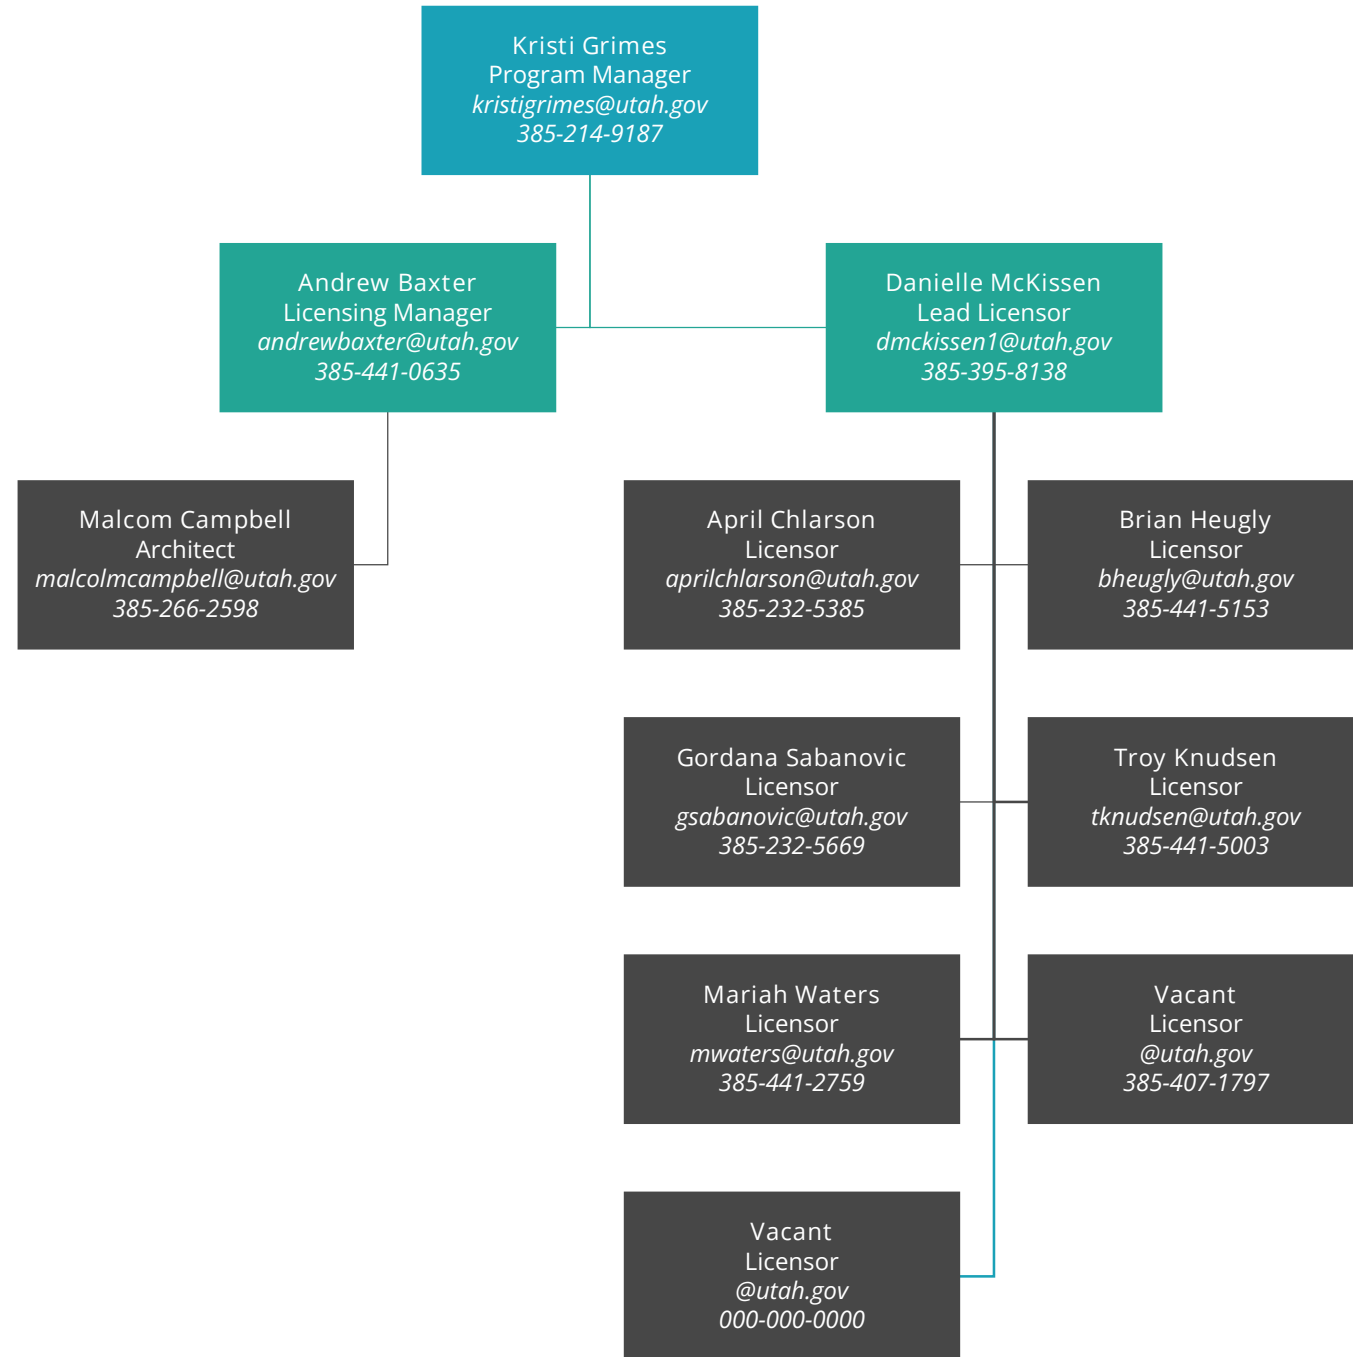 Kristi Grimes
Program Manager
kristigrimes@utah.gov
385-214-9187
Andrew Baxter
Licensing Manager
andrewbaxter@utah.gov
385-441-0635
Danielle McKissen
Lead Licensor
dmckissen1@utah.gov
385-395-8138
Malcom Campbell
Architect
malcolmcampbell@utah.gov
385-266-2598
April Chlarson
Licensor
aprilchlarson@utah.gov
385-232-5385
Brian Heugly
Licensor
bheugly@utah.gov
385-441-5153
Gordana Sabanovic
Licensor
gsabanovic@utah.gov
385-232-5669
Troy Knudsen
Licensor
tknudsen@utah.gov
385-441-5003
Mariah Waters
Licensor
mwaters@utah.gov
385-441-2759
Vacant
Licensor
@utah.gov
385-407-1797
Vacant
Licensor
@utah.gov
000-000-0000